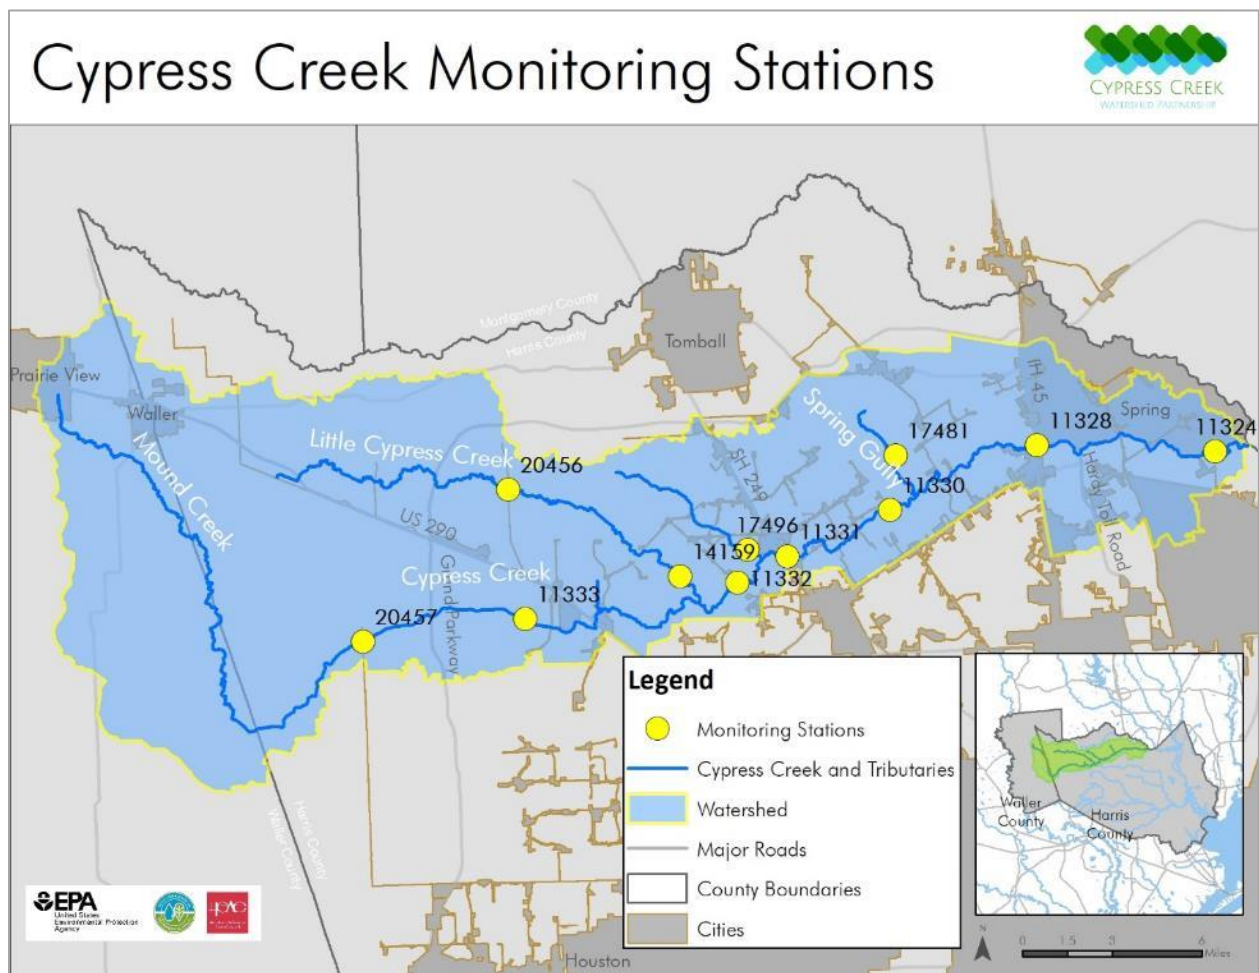 Cypress Creek Monitoring Stations
CYPRESS CREEK
WATERSHED PARTNERSHIP
Montgomery County
Harris County
Tomball
Prairie View
Waller
Mound Creek
Little Cypress Creek
20456
US 290
Grand Parkway
Cypress Creek
20457
11333
SH 249
Spring Gully
17481
11330
17496
11331
14159
11332
IH 45
11328
Spring
11324
Hardy Toll Road
Harris County
Waller County
Legend
Monitoring Stations
Cypress Creek and Tributaries
Watershed
Major Roads
County Boundaries
Cities
Waller
County
Harris
County
EPA
United States
Environmental Protection
Agency
Houston
N
0 1.5 3 6
Miles